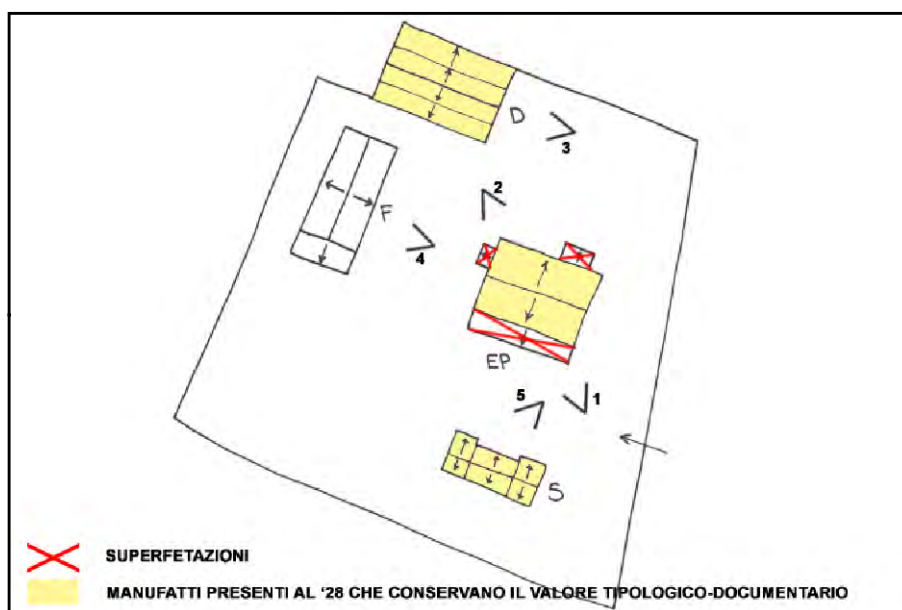 D
3
2
F
4
EP
5
1
S
SUPERFETAZIONI
MANUFATTI PRESENTI AL '28 CHE CONSERVANO IL VALORE TIPOLOGICO-DOCUMENTARIO